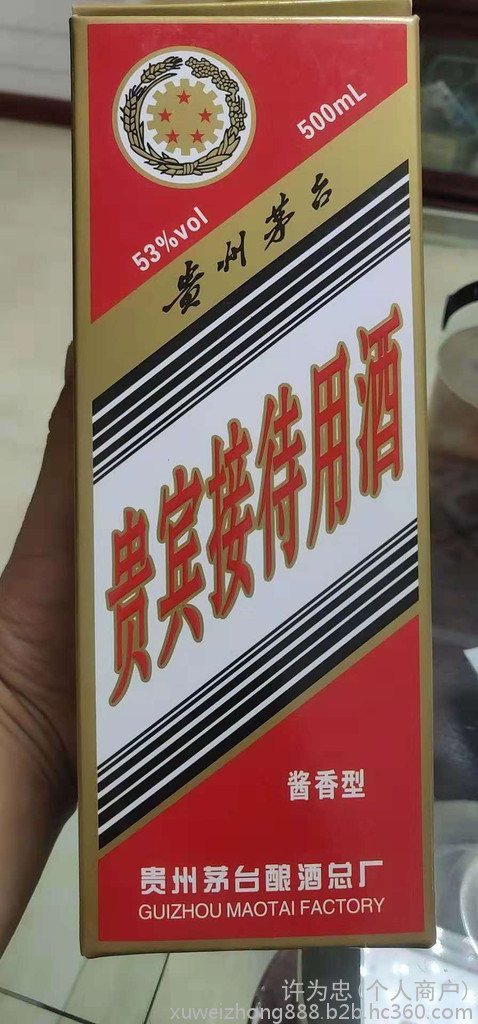 500mL
53%vol
贵州茅台
贵宾接待用酒
酱香型
贵州茅台酿酒总厂
GUIZHOU MAOTAI FACTORY
许为忠(个人商户)
xuweizhong888.b2b.hc360.com